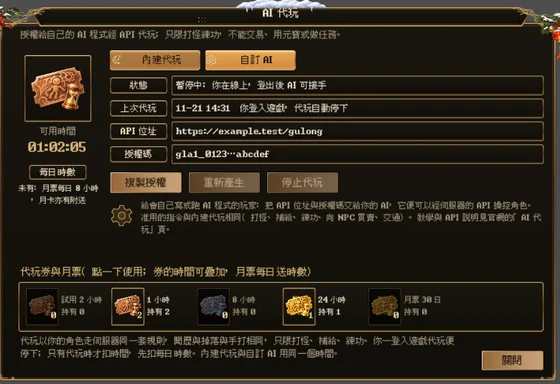 AI 代玩
授權給自己的 AI 程式經 API 代玩；只限打怪練功，不能交易、用元寶或做任務。
內建代玩
自訂 AI
可用時間
01:02:05
每日時數
未有：月票每日 8 小時，
月卡亦有附送
狀態
暫停中：你在線上，登出後 AI 可接手
上次代玩
11-21 14:31 你登入遊戲，代玩自動停下
API 位址
https://example.test/gulong
授權碼
gla1_0123…abcdef
複製授權
重新產生
停止代玩
給會自己寫或跑 AI 程式的玩家：把 API 位址與授權碼交給你的 AI，它便可以經伺服器的 API 操控角色。
准用的指令與內建代玩相同（打怪、補給、練功、向 NPC 買賣、交通）。教學與 API 說明見官網的「AI 代
玩」頁。
代玩券與月票（點一下使用；券的時間可疊加，月票每日送時數）
0
試用 2 小時
持有 0
2
1 小時
持有 2
0
8 小時
持有 0
1
24 小時
持有 1
0
月票 30 日
持有 0
代玩以你的角色走伺服器同一套規則，閱歷與掉落與手打相同，只限打怪、補給、練功。你一登入遊戲代玩便
停下；只有代玩時才扣時間，先扣每日時數。內建代玩與自訂 AI 用同一個時間。
關閉